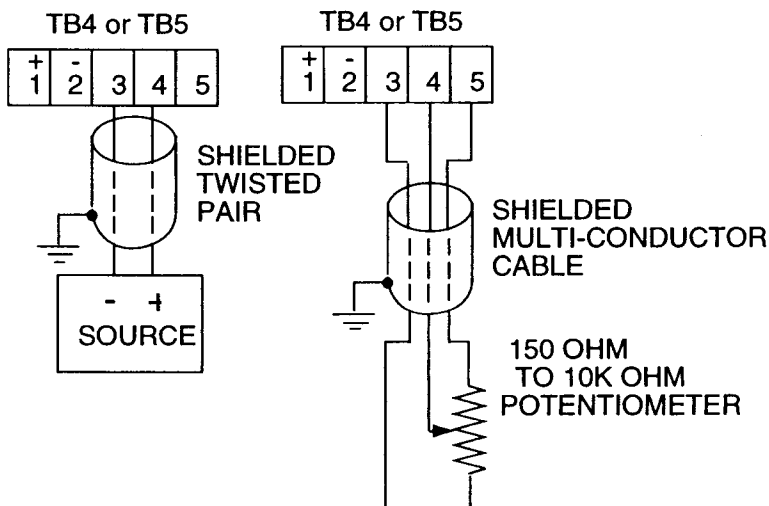 TB4 or TB5
+ -
1 2 3 4 5
SHIELDED
TWISTED
PAIR
- +
SOURCE
TB4 or TB5
+ -
1 2 3 4 5
SHIELDED
MULTI-CONDUCTOR
CABLE
150 OHM
TO 10K OHM
POTENTIOMETER